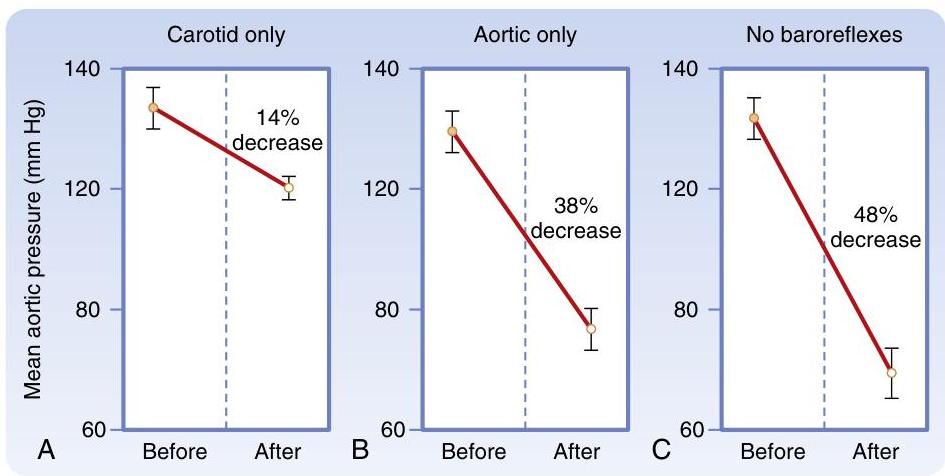 Carotid only
Aortic only
No baroreflexes
Mean aortic pressure (mm Hg)
140
120
80
60
14%
decrease
Before
After
A
140
120
80
60
38%
decrease
Before
After
B
140
120
80
60
48%
decrease
Before
After
C